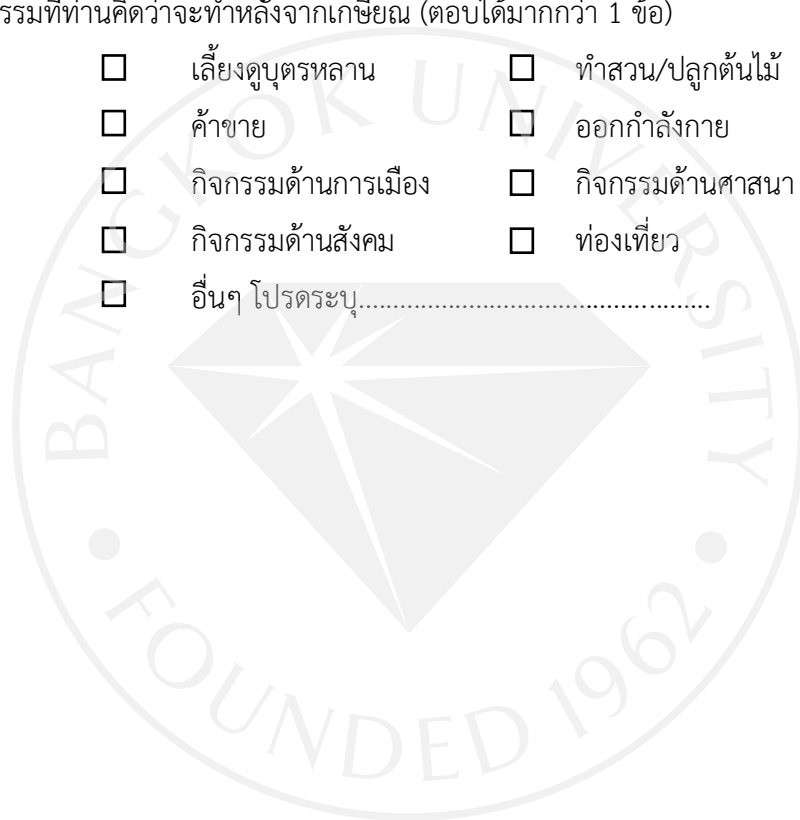 รรมที่ท่านคิดว่าจะทำหลังจากเกษียณ (ตอบได้มากกว่า 1 ข้อ)
เลี้ยงดูบุตรหลาน ทำสวน/ปลูกต้นไม้
ค้าขาย ออกกำลังกาย
กิจกรรมด้านการเมือง กิจกรรมด้านศาสนา
กิจกรรมด้านสังคม ท่องเที่ยว
อื่นๆ โปรดระบุ...................................................
BANGKOK UNIVERSITY
FOUNDED 1962